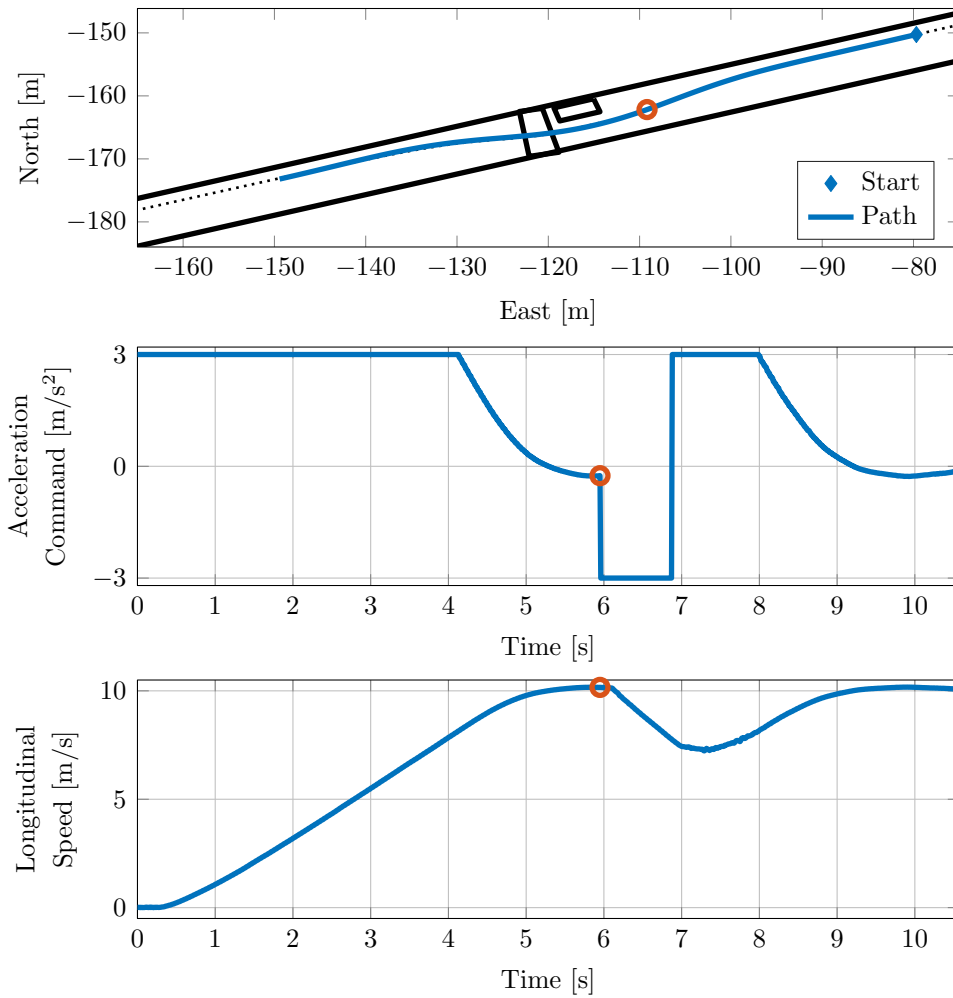 −150
−160
−170
−180
North [m]
Start
Path
−160 −150 −140 −130 −120 −110 −100 −90 −80
East [m]
3
0
−3
Acceleration
Command [m/s²]
0 1 2 3 4 5 6 7 8 9 10
Time [s]
10
5
0
Longitudinal
Speed [m/s]
0 1 2 3 4 5 6 7 8 9 10
Time [s]